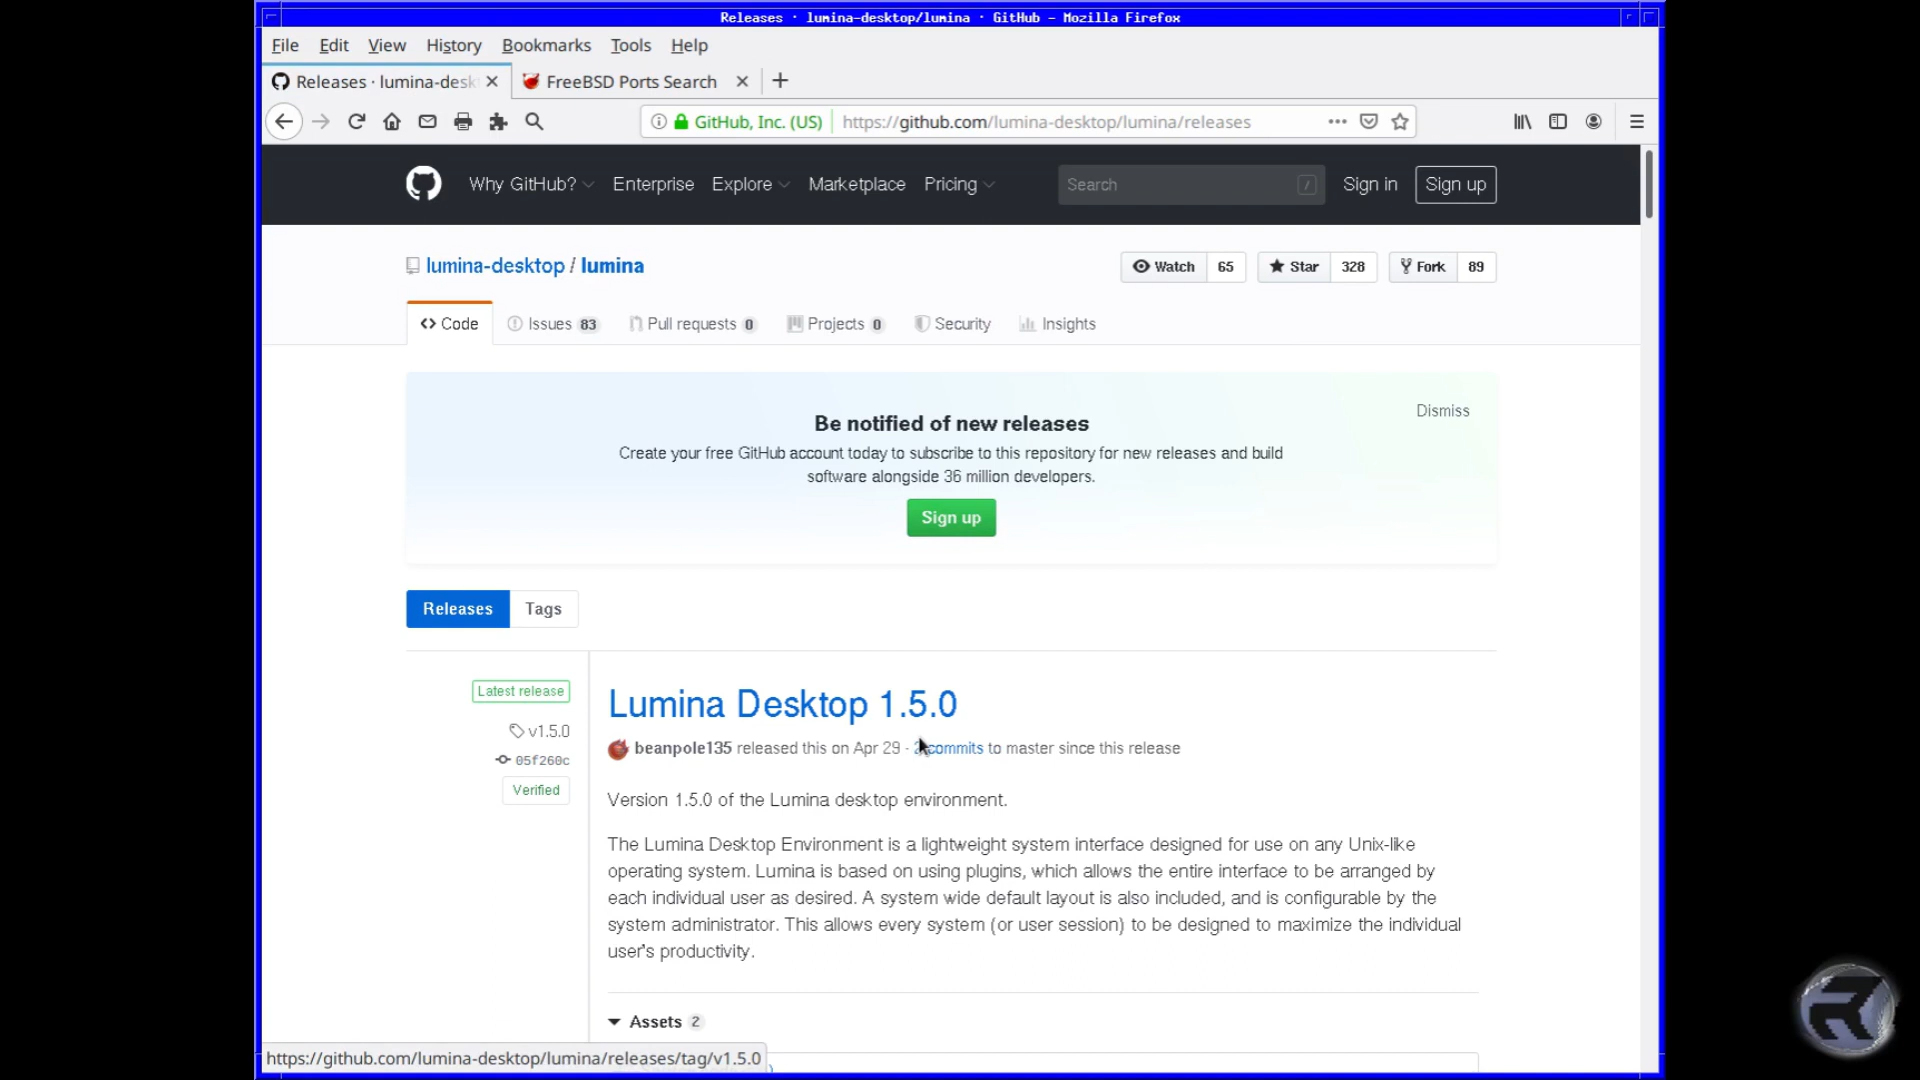 Releases · lumina-desktop/lumina · GitHub - Mozilla Firefox
File Edit View History Bookmarks Tools Help
Releases · lumina-desk
FreeBSD Ports Search
GitHub, Inc. (US) https://github.com/lumina-desktop/lumina/releases
Why GitHub? Enterprise Explore Marketplace Pricing Search / Sign in Sign up
lumina-desktop / lumina
Watch 65 Star 328 Fork 89
Code Issues 83 Pull requests 0 Projects 0 Security Insights
Be notified of new releases
Dismiss
Create your free GitHub account today to subscribe to this repository for new releases and build
software alongside 36 million developers.
Sign up
Releases Tags
Latest release
v1.5.0
05f260c
Verified
Lumina Desktop 1.5.0
beanpole135 released this on Apr 29 · commits to master since this release
Version 1.5.0 of the Lumina desktop environment.
The Lumina Desktop Environment is a lightweight system interface designed for use on any Unix-like
operating system. Lumina is based on using plugins, which allows the entire interface to be arranged by
each individual user as desired. A system wide default layout is also included, and is configurable by the
system administrator. This allows every system (or user session) to be designed to maximize the individual
user's productivity.
Assets 2
https://github.com/lumina-desktop/lumina/releases/tag/v1.5.0